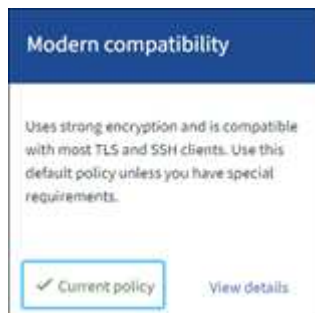 Modern compatibility
Uses strong encryption and is compatible
with most TLS and SSH clients. Use this
default policy unless you have special
requirements.
✓ Current policy View details